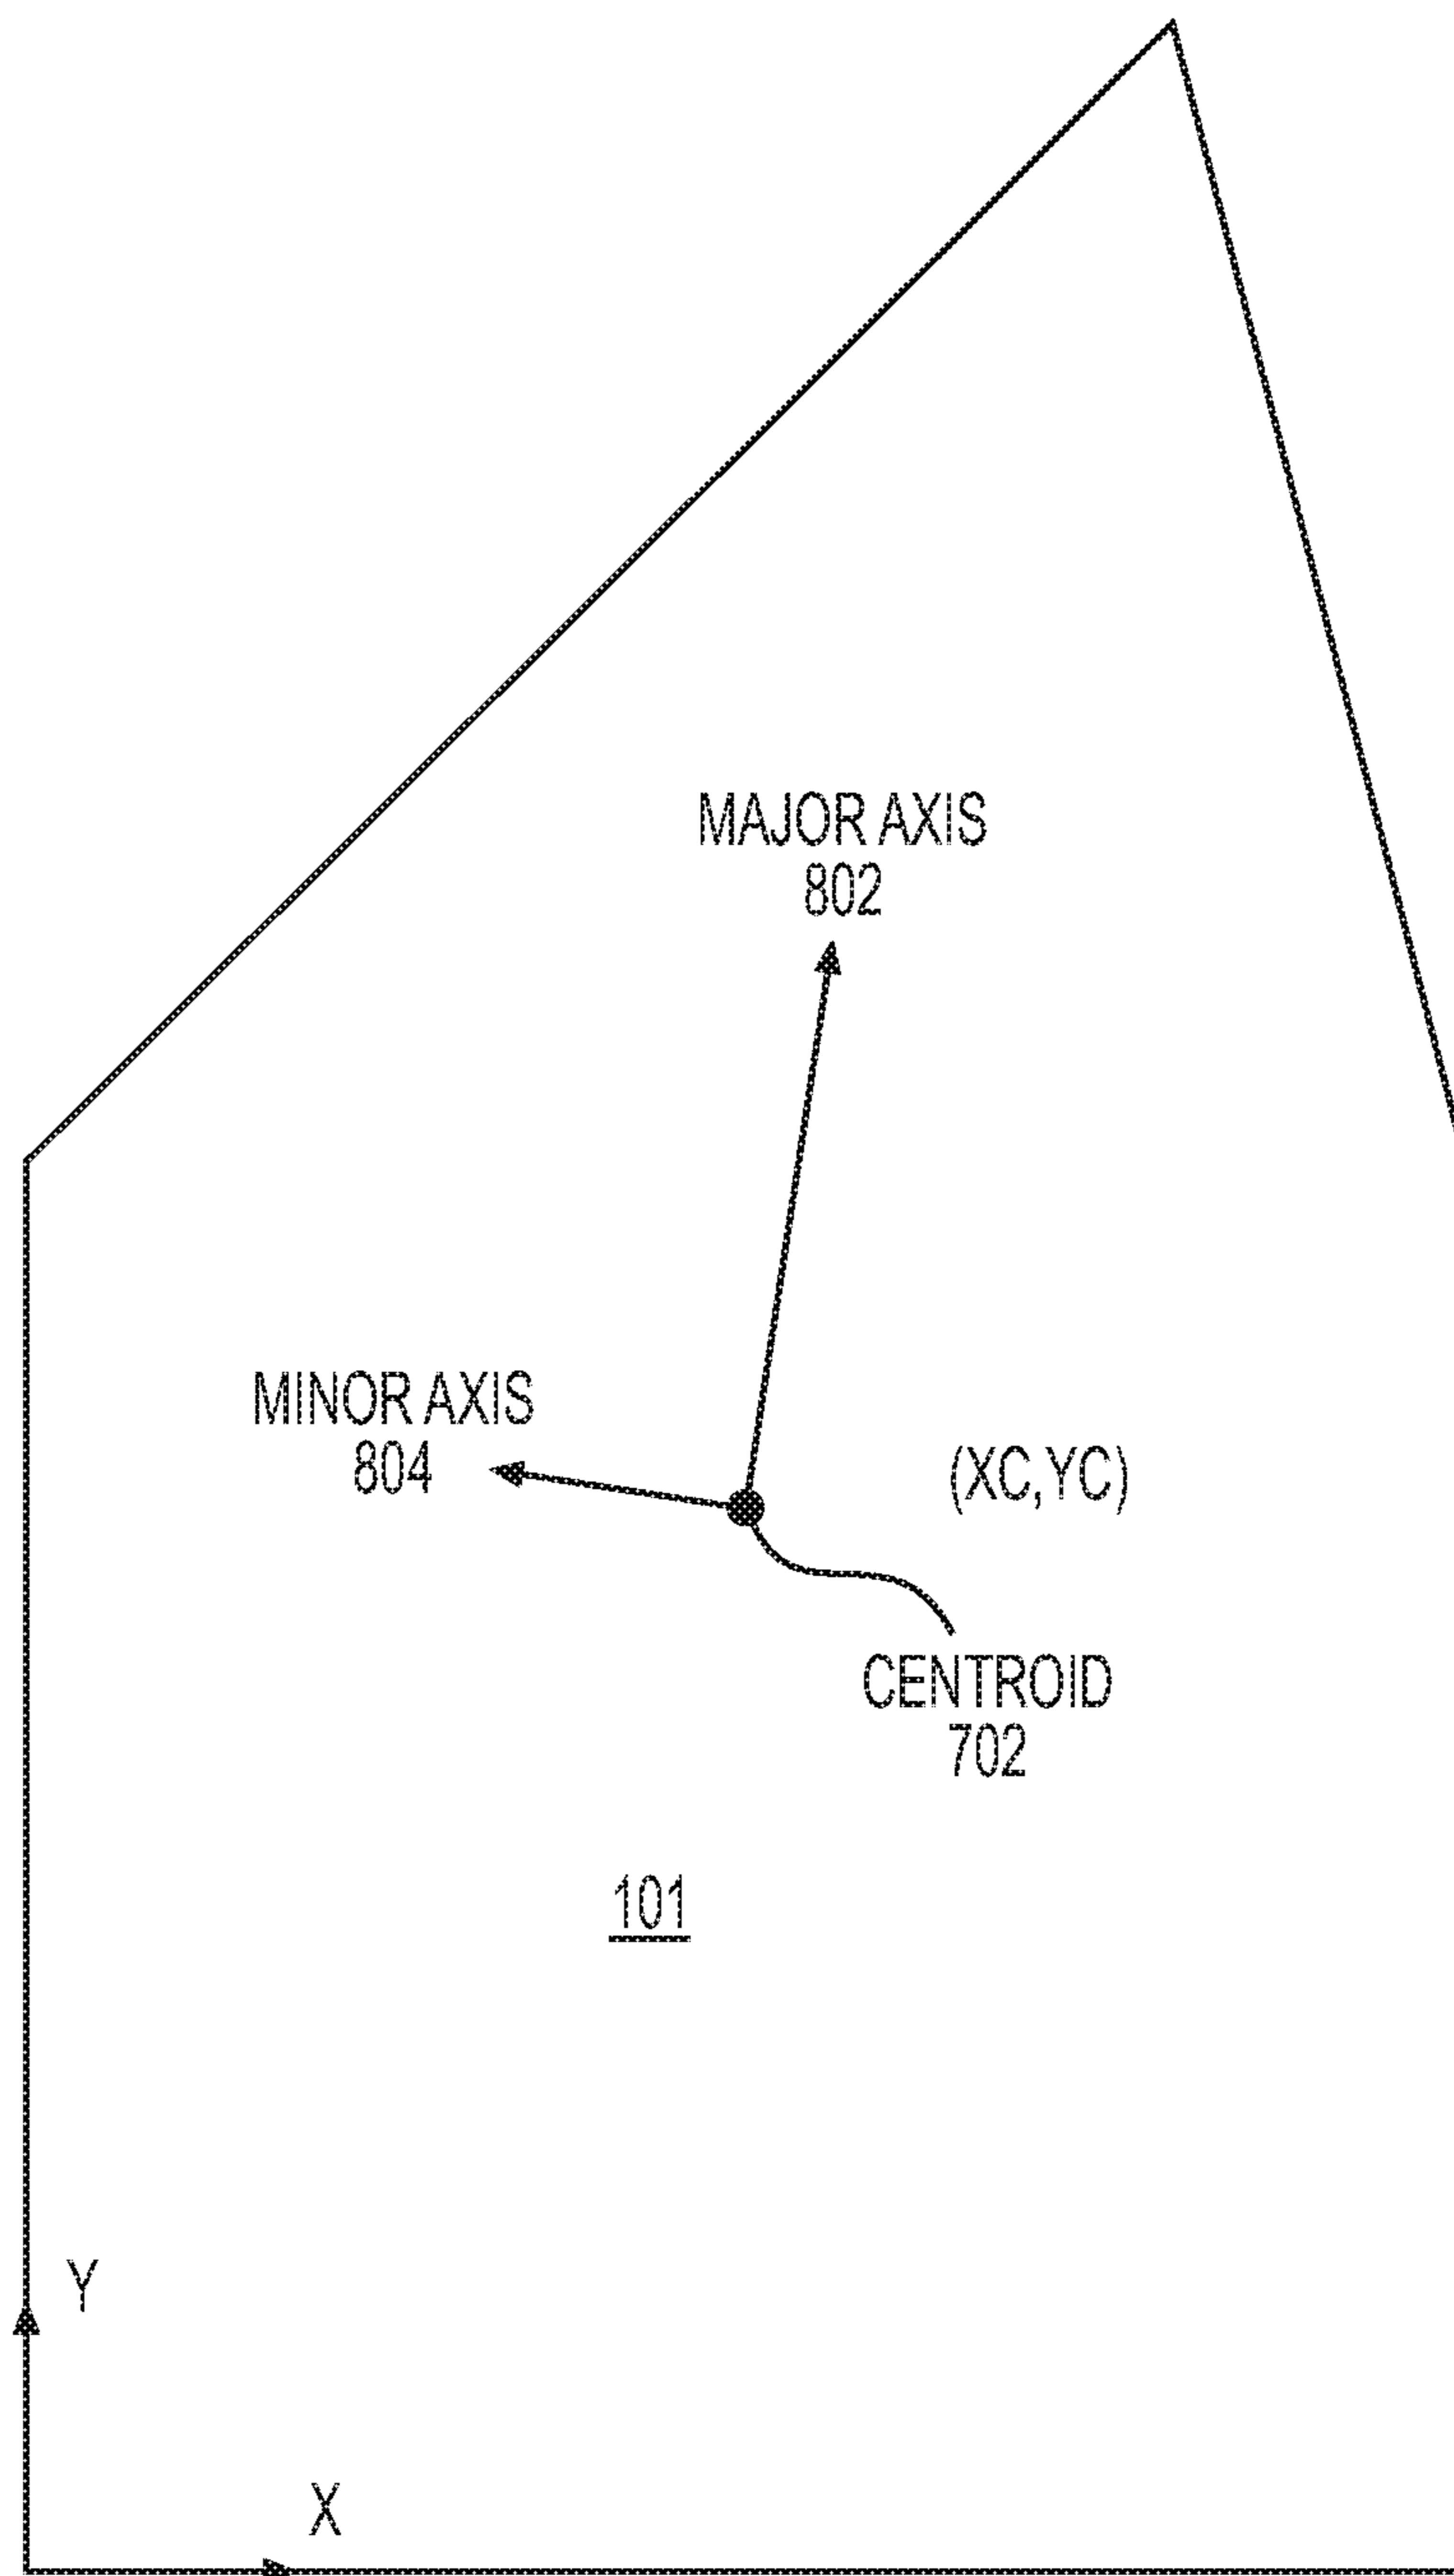 MAJOR AXIS
802
MINOR AXIS
804
(XC,YC)
CENTROID
702
101
Y
X